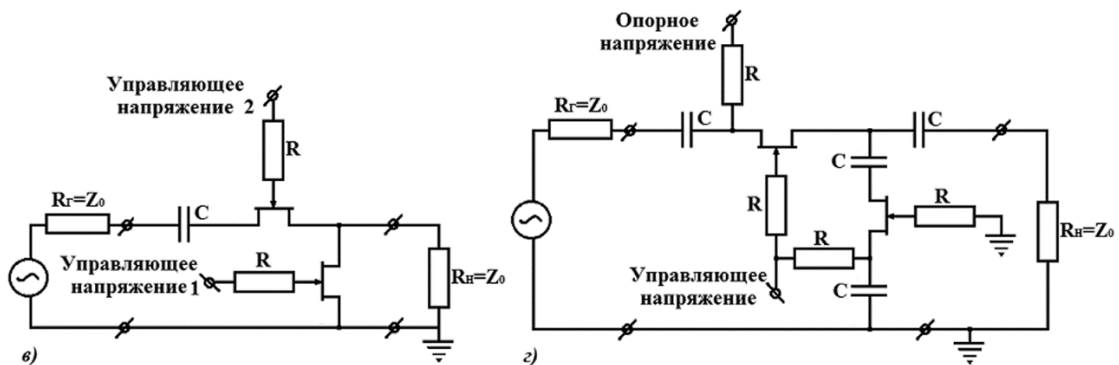 Управляющее
напряжение 2
R
Rг=Z₀
C
Управляющее
напряжение 1
R
Rн=Z₀
в)
Опорное
напряжение
R
Rг=Z₀
C
C
C
R
R
R
Rн=Z₀
Управляющее
напряжение
C
г)